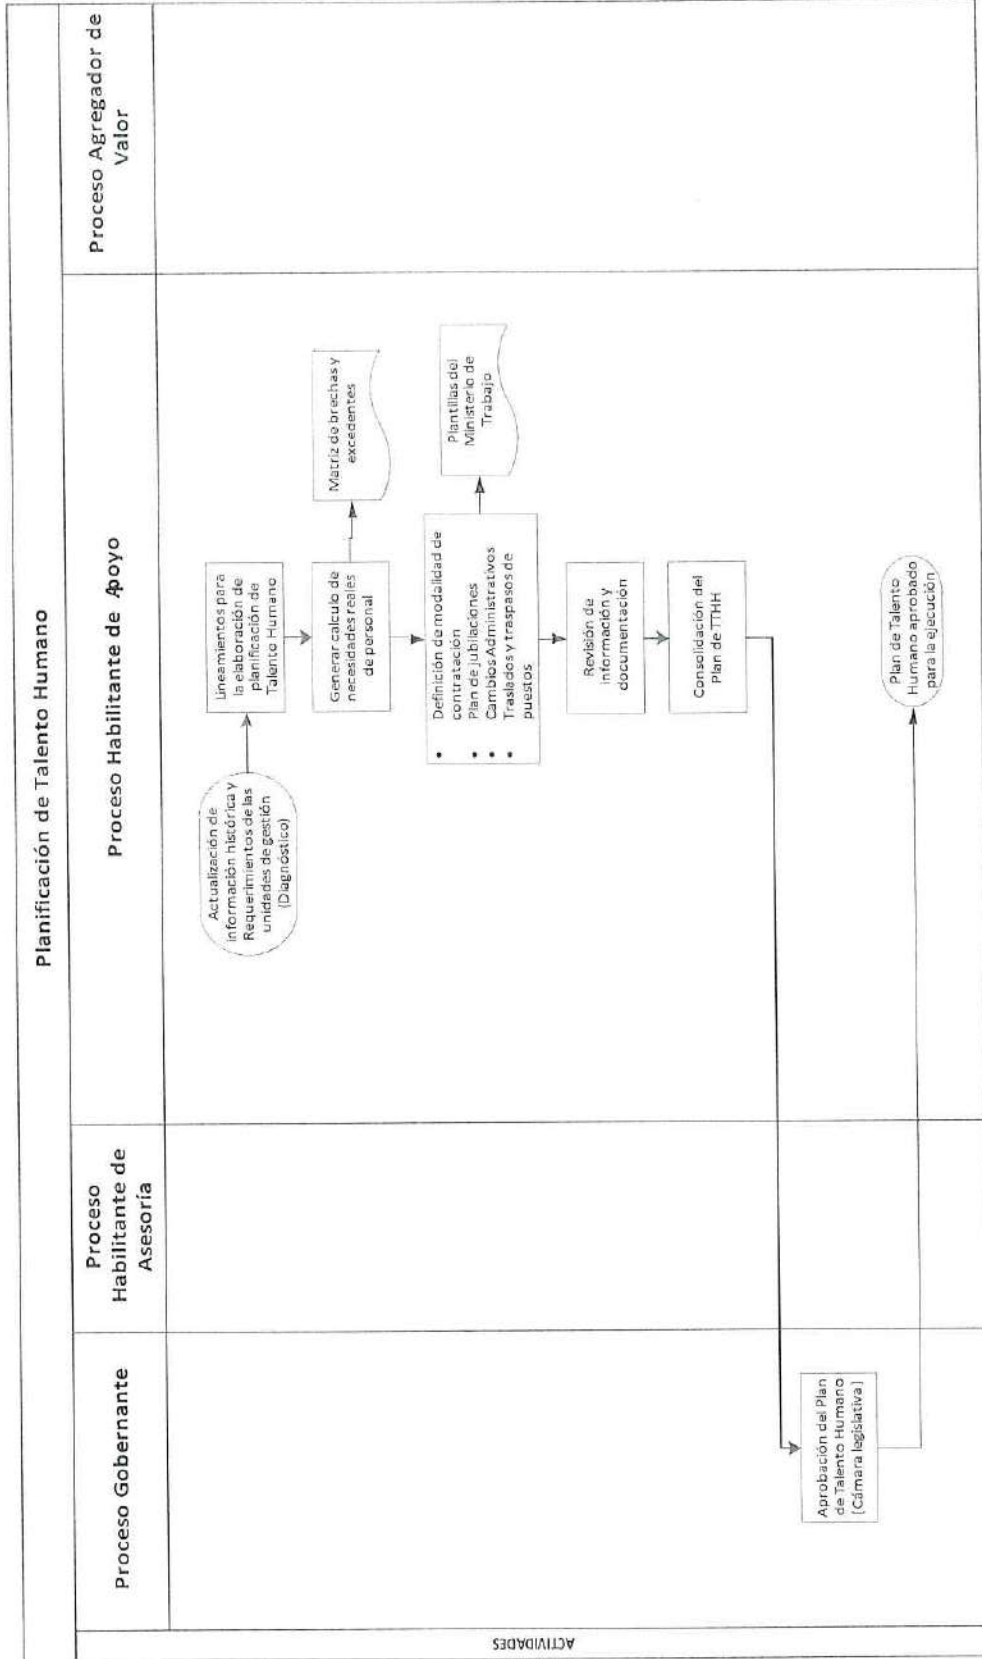 Planificación de Talento Humano
Proceso Gobernante
Proceso
Habilitante de
Asesoría
Proceso Habilitante de Apoyo
Proceso Agregador de
Valor
ACTIVIDADES
Actualización de
información histórica y
Requerimientos de las
unidades de gestión
(Diagnóstico)
Lineamientos para
la elaboración de
planificación de
Talento Humano
Generar calculo de
necesidades reales
de personal
Matriz de brechas y
excedentes
• Definición de modalidad de
contratación
• Plan de jubilaciones
• Cambios Administrativos
• Traslados y traspasos de
puestos
Plantillas del
Ministerio de
Trabajo
Revisión de
información y
documentación
Consolidación del
Plan de TTHH
Aprobación del Plan
de Talento Humano
(Cámara legislativa)
Plan de Talento
Humano aprobado
para la ejecución